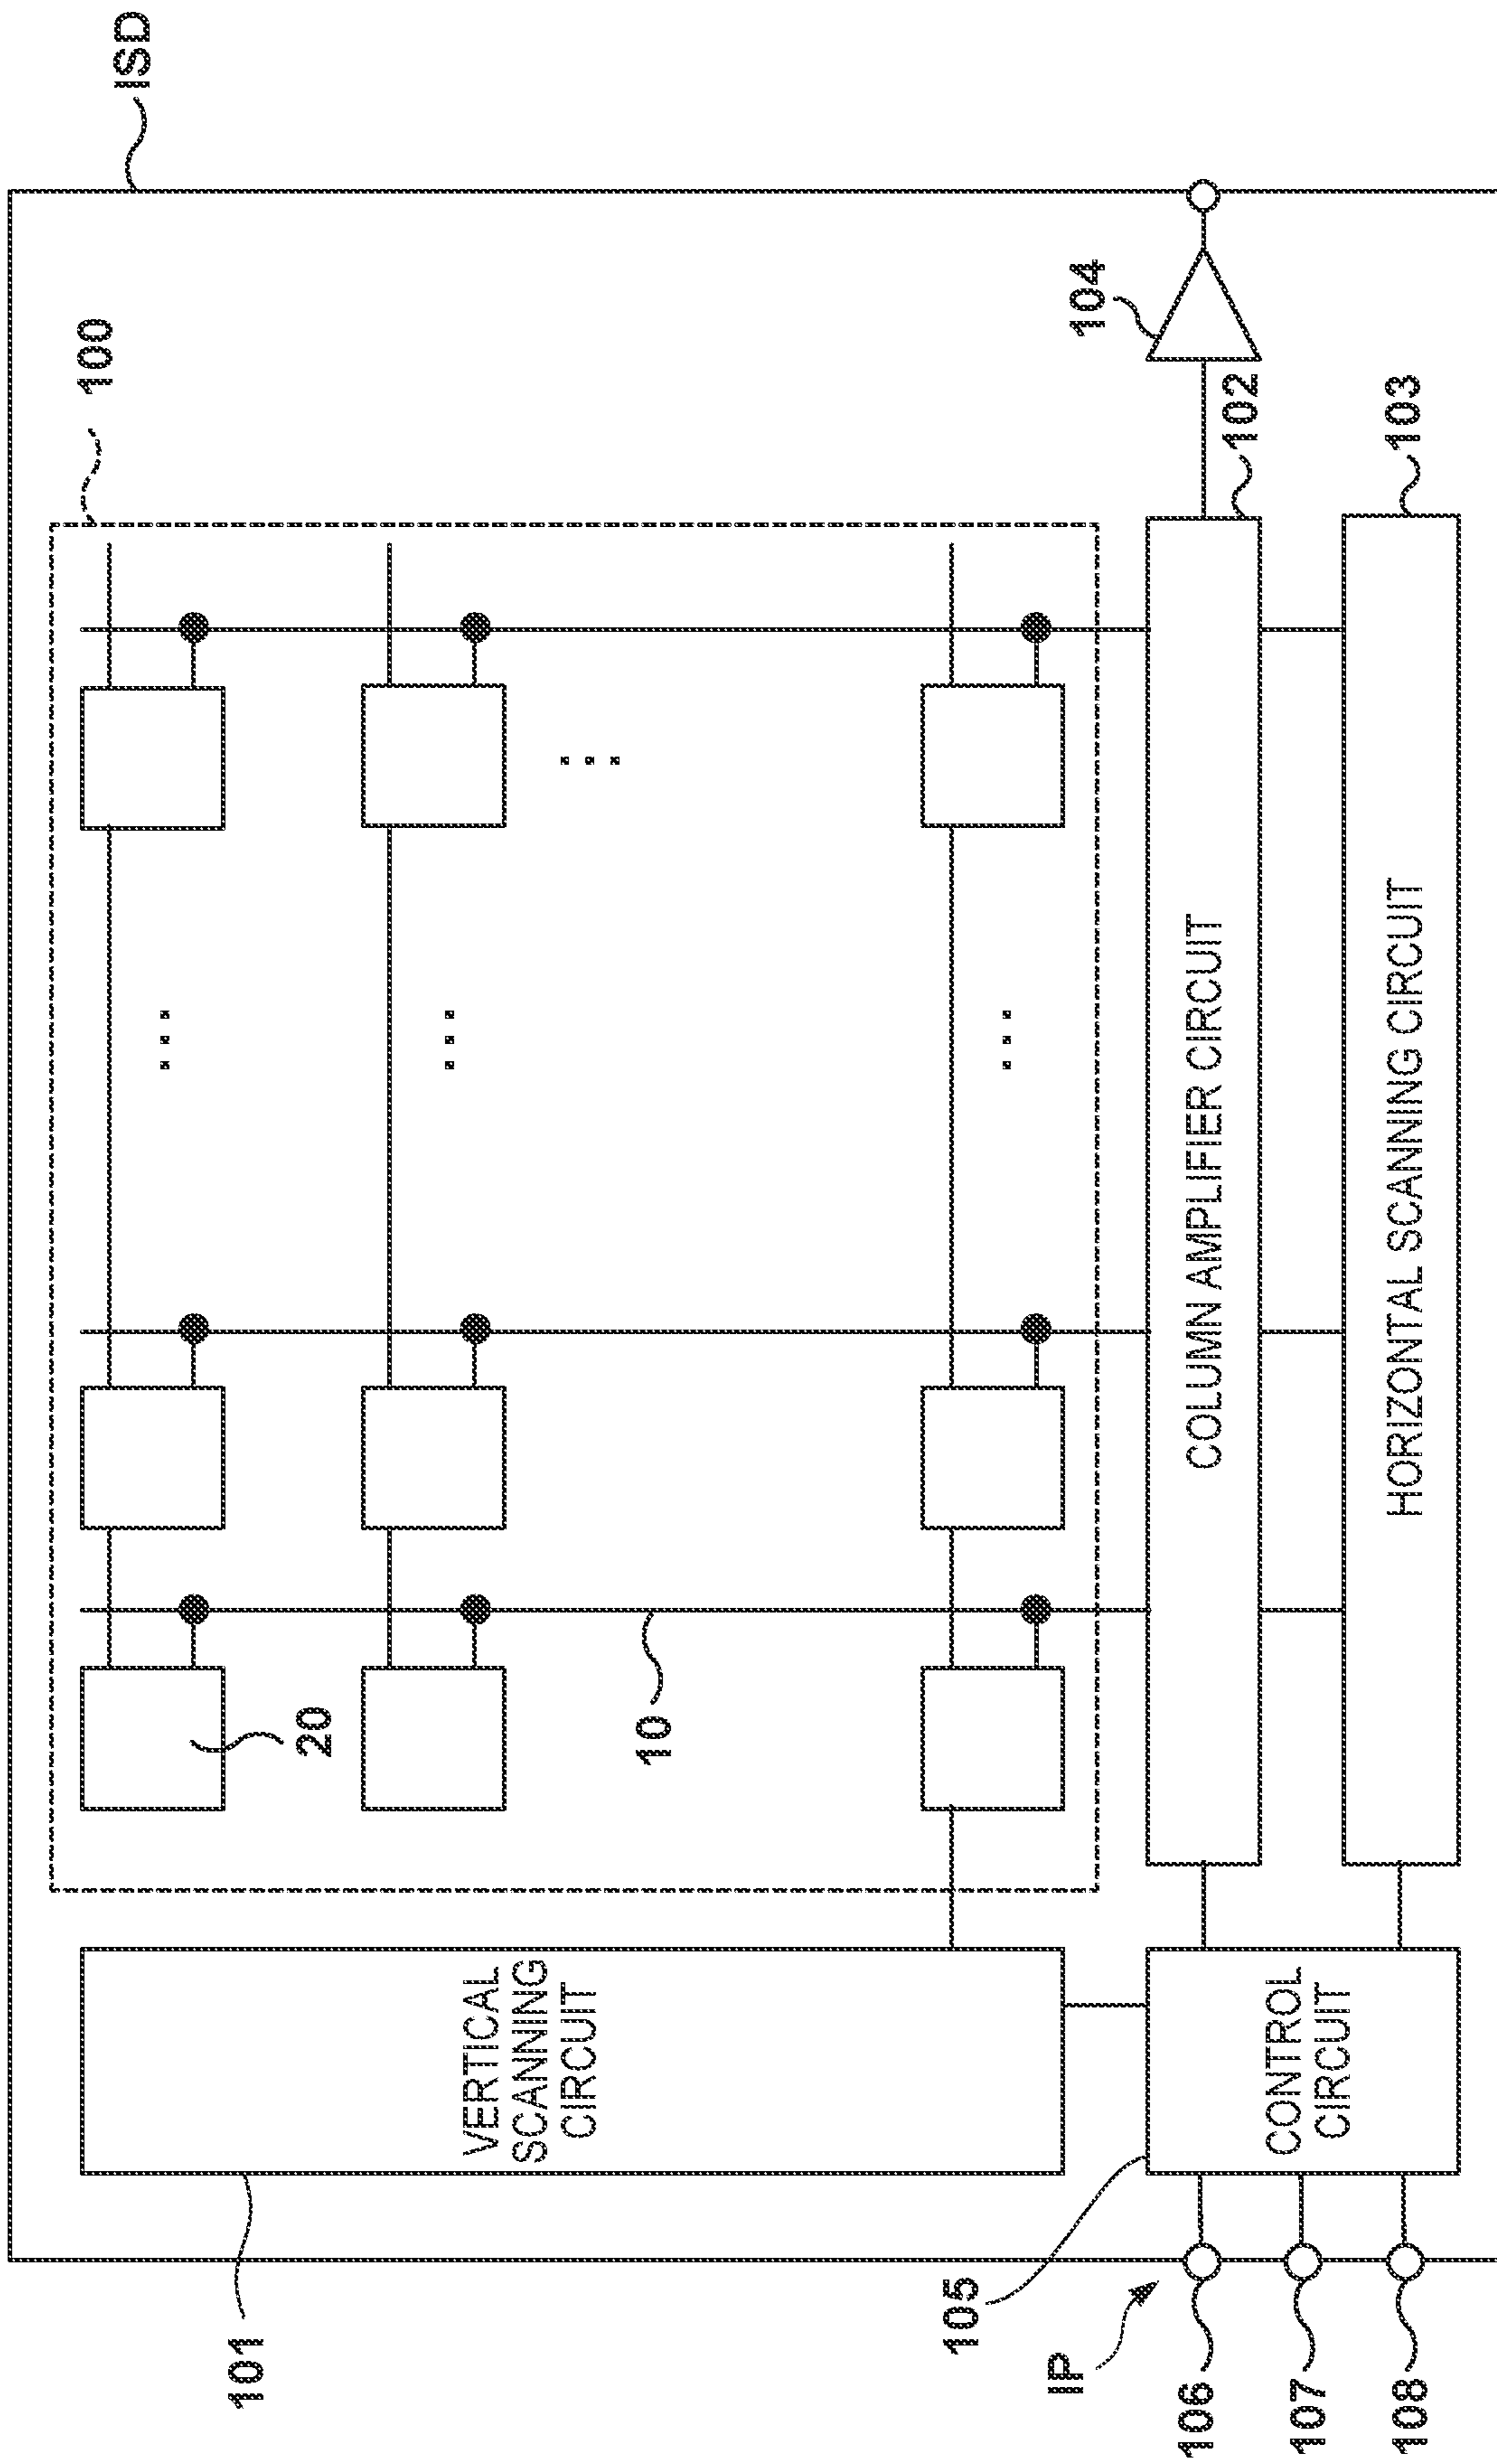 ISD
100
104
102
103
20
10
COLUMN AMPLIFIER CIRCUIT
HORIZONTAL SCANNING CIRCUIT
VERTICAL
SCANNING
CIRCUIT
CONTROL
CIRCUIT
101
105
IP
106
107
108